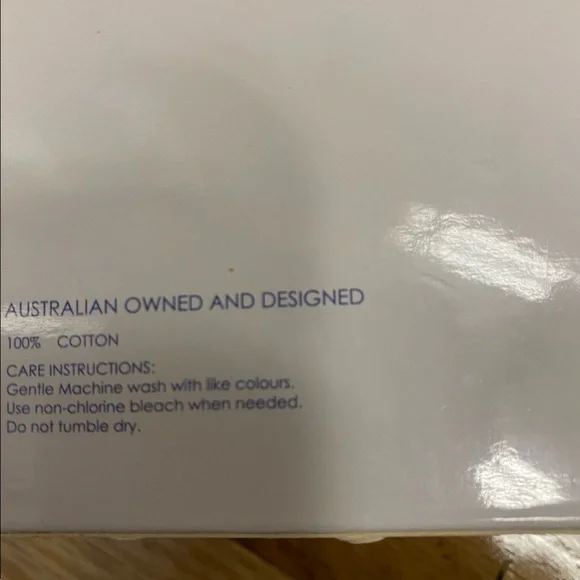 AUSTRALIAN OWNED AND DESIGNED
100% COTTON
CARE INSTRUCTIONS:
Gentle Machine wash with like colours.
Use non-chlorine bleach when needed.
Do not tumble dry.